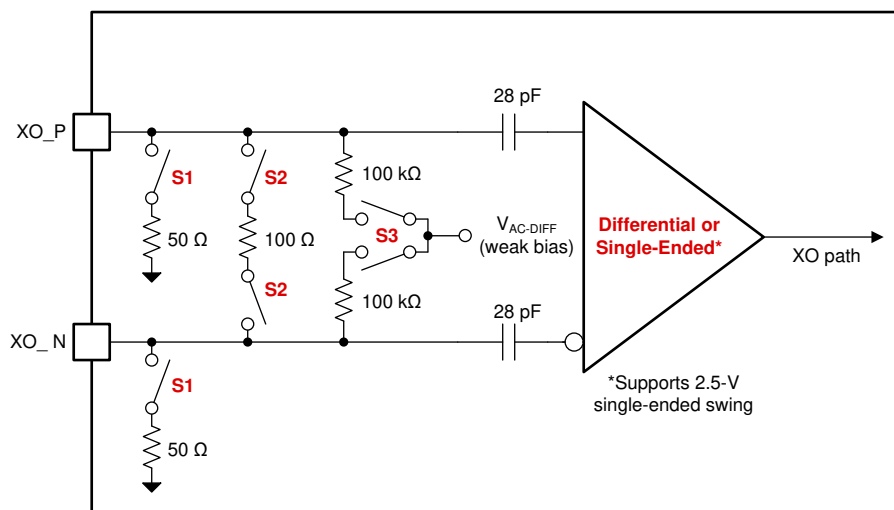 28 pF
XO_P
S1
S2
100 kΩ
50 Ω
100 Ω
S3
V_AC-DIFF
(weak bias)
Differential or
Single-Ended*
XO path
S2
100 kΩ
28 pF
XO_ N
S1
*Supports 2.5-V
single-ended swing
50 Ω